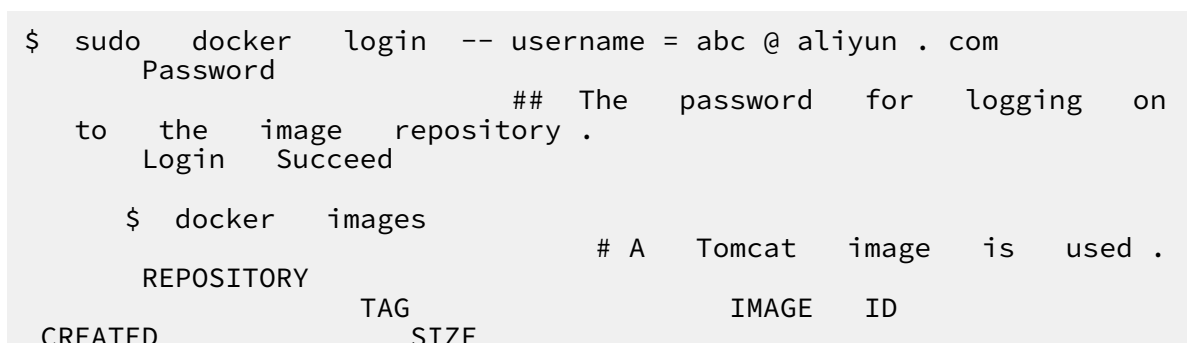 $ sudo docker login -- username = abc @ aliyun . com
Password
## The password for logging on
to the image repository .
Login Succeed
$ docker images
# A Tomcat image is used .
REPOSITORY
TAG IMAGE ID
CREATED SIZE